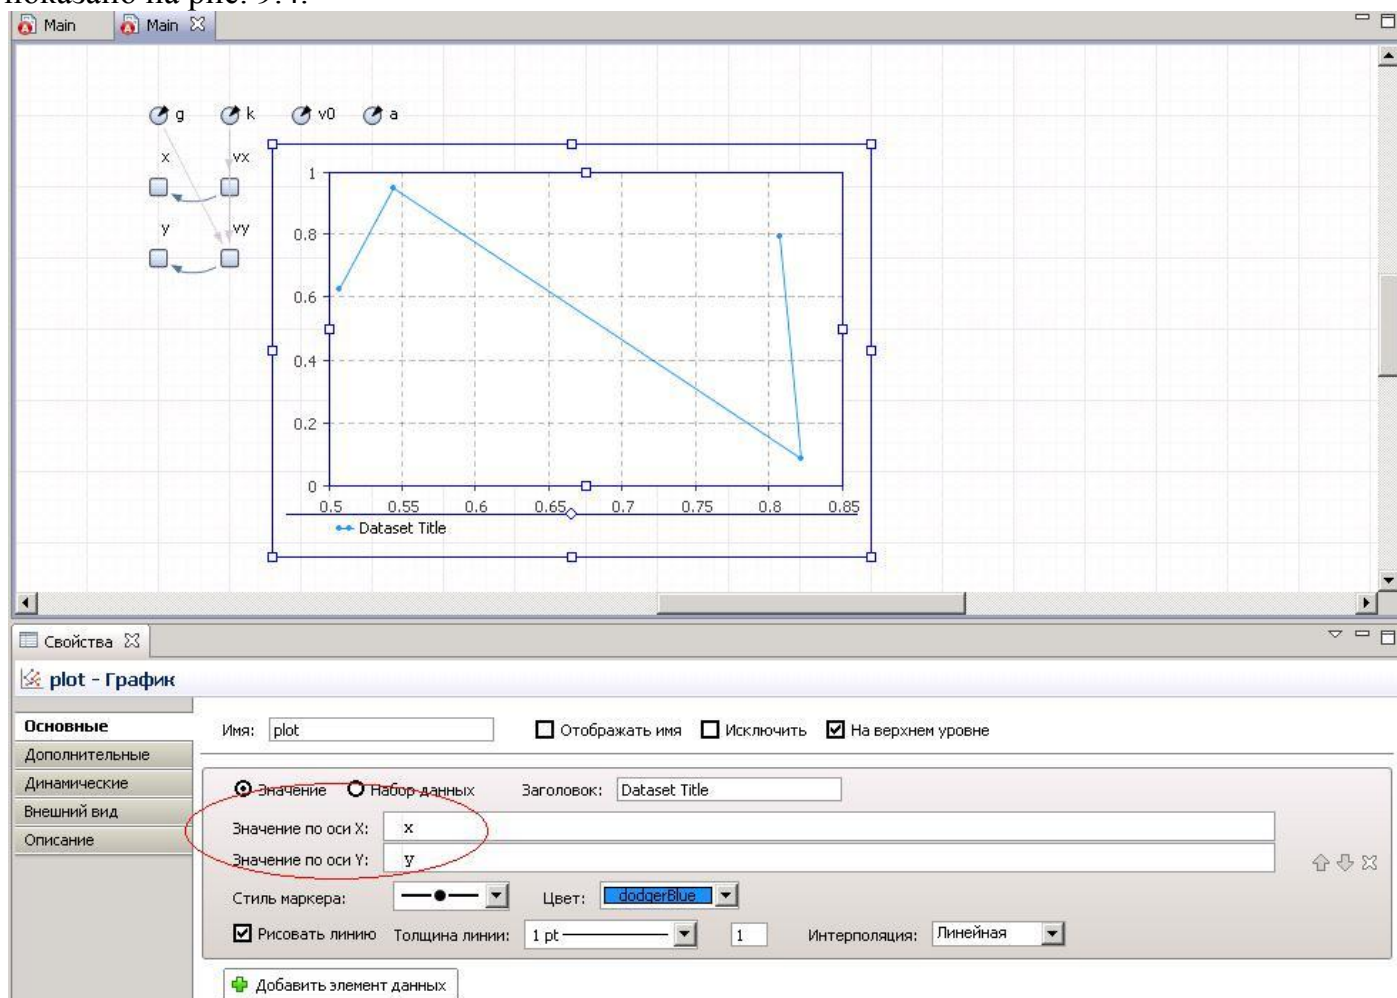 показано на рис. 9.4.
Main Main
g k v0 a
x vx
y vy
1
0.8
0.6
0.4
0.2
0
0.5 0.55 0.6 0.65 0.7 0.75 0.8 0.85
Dataset Title
Свойства
plot - График
Основные
Дополнительные
Динамические
Внешний вид
Описание
Имя: plot Отображать имя Исключить На верхнем уровне
Значение Набор данных Заголовок: Dataset Title
Значение по оси X: x
Значение по оси Y: y
Стиль маркера: Цвет: dodgerBlue
Рисовать линию Толщина линии: 1 pt 1 Интерполяция: Линейная
Добавить элемент данных